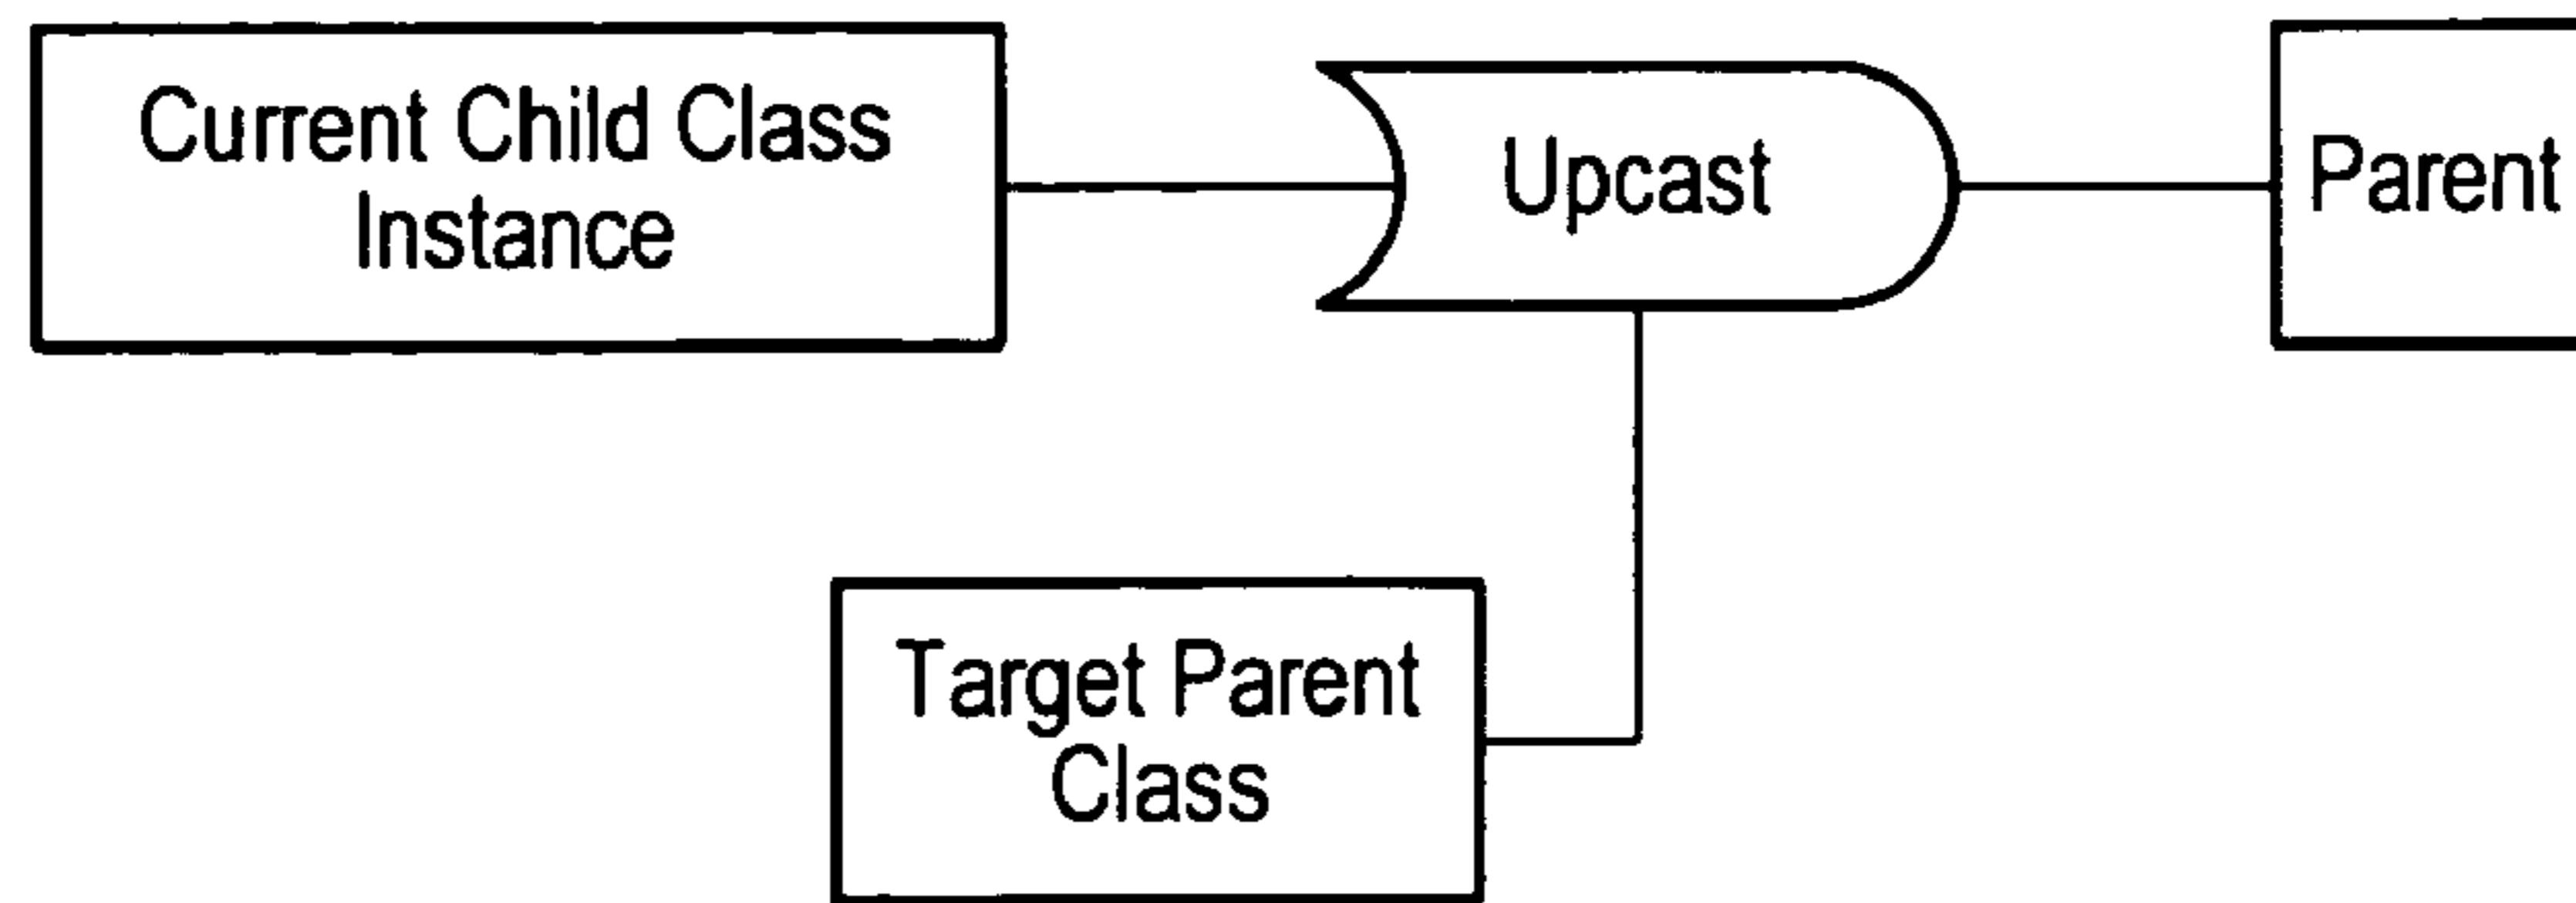 Current Child Class
Instance
Upcast
Parent
Target Parent
Class